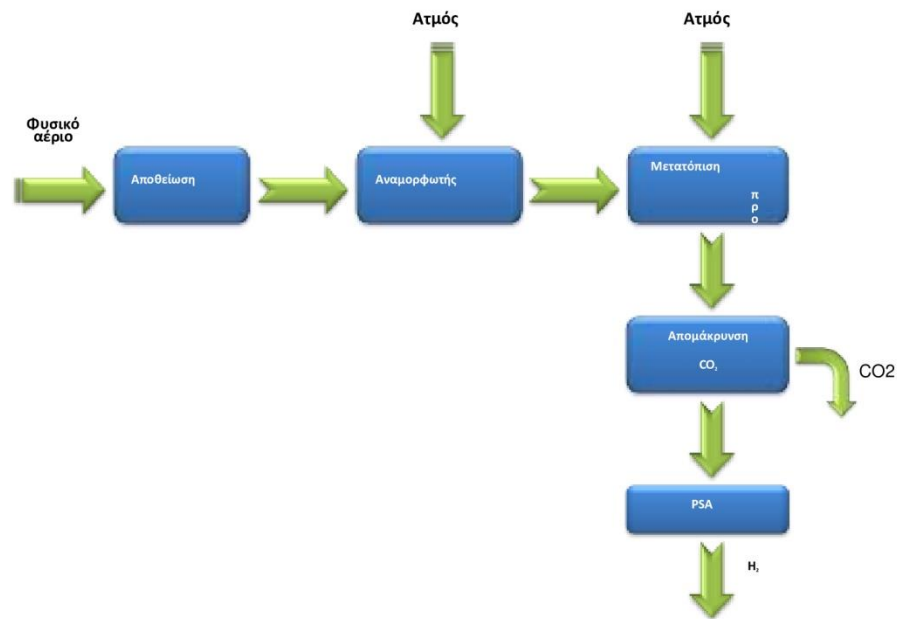 Ατμός
Ατμός
Φυσικό
αέριο
Αποθείωση
Αναμορφωτής
Μετατόπιση
π
ρ
ο
Απομάκρυνση
CO₂
CO2
PSA
H₂